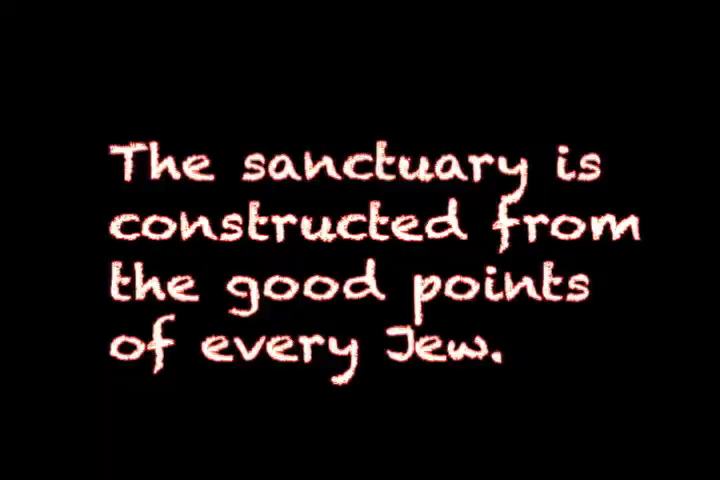 The sanctuary is
constructed from
the good points
of every Jew.